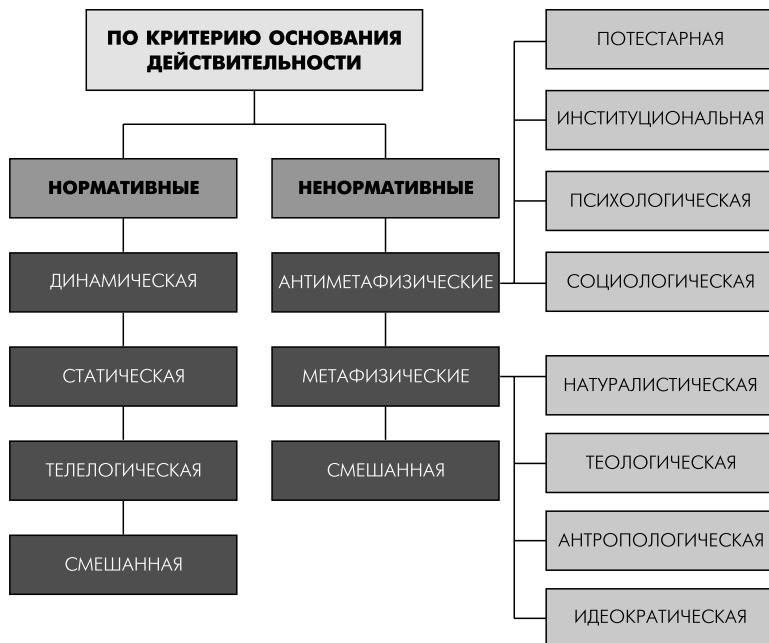 ПО КРИТЕРИЮ ОСНОВАНИЯ
ДЕЙСТВИТЕЛЬНОСТИ
НОРМАТИВНЫЕ
ДИНАМИЧЕСКАЯ
СТАТИЧЕСКАЯ
ТЕЛЕЛОГИЧЕСКАЯ
СМЕШАННАЯ
НЕНОРМАТИВНЫЕ
АНТИМЕТАФИЗИЧЕСКИЕ
МЕТАФИЗИЧЕСКИЕ
СМЕШАННАЯ
ПОТЕСТАРНАЯ
ИНСТИТУЦИОНАЛЬНАЯ
ПСИХОЛОГИЧЕСКАЯ
СОЦИОЛОГИЧЕСКАЯ
НАТУРАЛИСТИЧЕСКАЯ
ТЕОЛОГИЧЕСКАЯ
АНТРОПОЛОГИЧЕСКАЯ
ИДЕОКРАТИЧЕСКАЯ